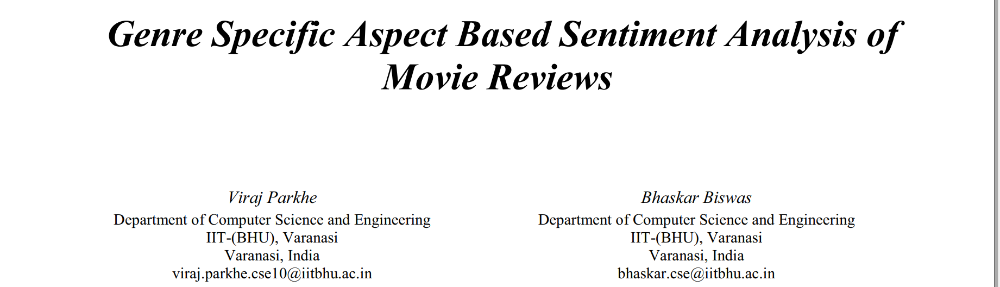 Genre Specific Aspect Based Sentiment Analysis of
Movie Reviews
Viraj Parkhe
Department of Computer Science and Engineering
IIT-(BHU), Varanasi
Varanasi, India
viraj.parkhe.cse10@iitbhu.ac.in
Bhaskar Biswas
Department of Computer Science and Engineering
IIT-(BHU), Varanasi
Varanasi, India
bhaskar.cse@iitbhu.ac.in